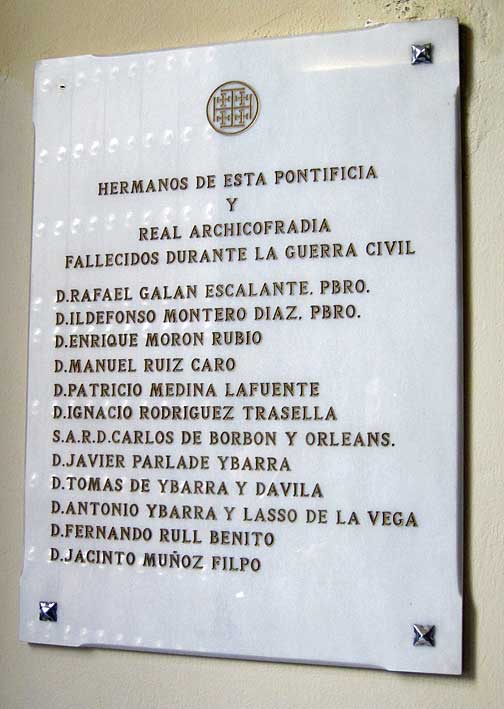 HERMANOS DE ESTA PONTIFICIA
Y
REAL ARCHICOFRADIA
FALLECIDOS DURANTE LA GUERRA CIVIL
D.RAFAEL GALAN ESCALANTE, PBRO.
D.ILDEFONSO MONTERO DIAZ, PBRO.
D.ENRIQUE MORON RUBIO
D.MANUEL RUIZ CARO
D.PATRICIO MEDINA LAFUENTE
D.IGNACIO RODRIGUEZ TRASELLA
S.A.R.D.CARLOS DE BORBON Y ORLEANS.
D.JAVIER PARLADE YBARRA
D.TOMAS DE YBARRA Y DAVILA
D.ANTONIO YBARRA Y LASSO DE LA VEGA
D.FERNANDO RULL BENITO
D.JACINTO MUÑOZ FILPO